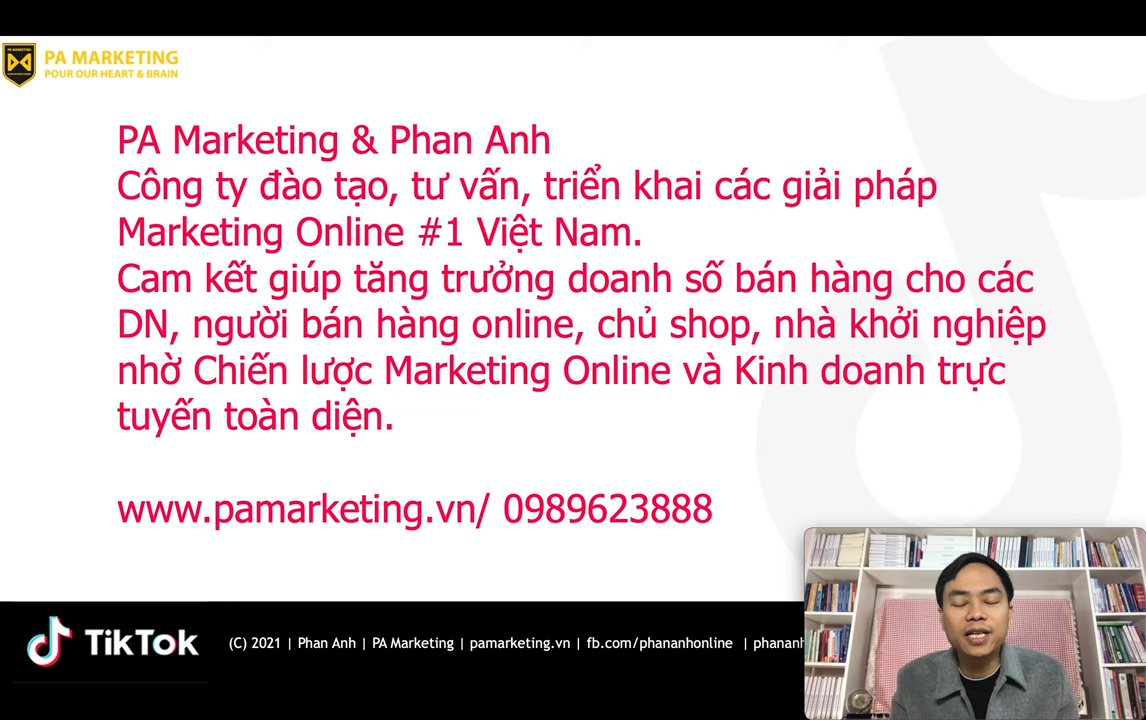 PA MARKETING
POUR OUR HEART & BRAIN
PA Marketing & Phan Anh
Công ty đào tạo, tư vấn, triển khai các giải pháp
Marketing Online #1 Việt Nam.
Cam kết giúp tăng trưởng doanh số bán hàng cho các
DN, người bán hàng online, chủ shop, nhà khởi nghiệp
nhờ Chiến lược Marketing Online và Kinh doanh trực
tuyến toàn diện.
www.pamarketing.vn/ 0989623888
TikTok
(C) 2021 | Phan Anh | PA Marketing | pamarketing.vn | fb.com/phananhonline | phananh